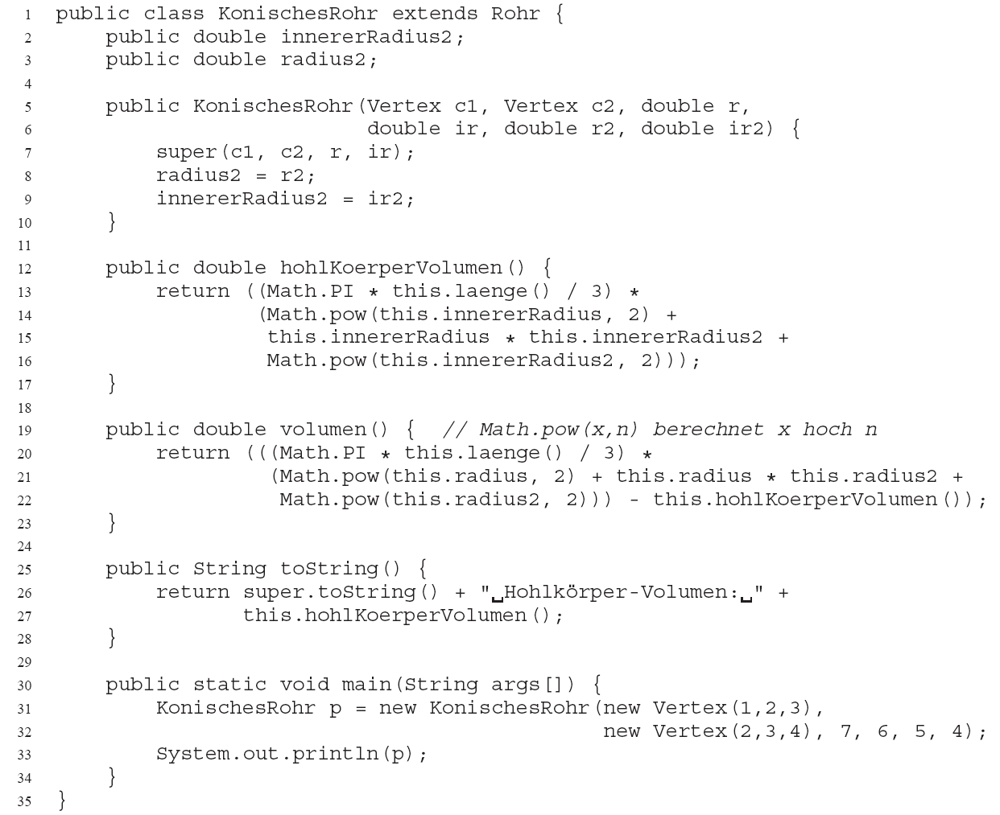 1 public class KonischesRohr extends Rohr {
2     public double innererRadius2;
3     public double radius2;
4
5     public KonischesRohr(Vertex c1, Vertex c2, double r,
6                          double ir, double r2, double ir2) {
7         super(c1, c2, r, ir);
8         radius2 = r2;
9         innererRadius2 = ir2;
10     }
11
12     public double hohlKoerperVolumen() {
13         return ((Math.PI * this.laenge() / 3) *
14                 (Math.pow(this.innererRadius, 2) +
15                  this.innererRadius * this.innererRadius2 +
16                  Math.pow(this.innererRadius2, 2)));
17     }
18
19     public double volumen() {  // Math.pow(x,n) berechnet x hoch n
20         return (((Math.PI * this.laenge() / 3) *
21                  (Math.pow(this.radius, 2) + this.radius * this.radius2 +
22                   Math.pow(this.radius2, 2))) - this.hohlKoerperVolumen());
23     }
24
25     public String toString() {
26         return super.toString() + "␣Hohlkörper-Volumen:␣" +
27                this.hohlKoerperVolumen();
28     }
29
30     public static void main(String args[]) {
31         KonischesRohr p = new KonischesRohr(new Vertex(1,2,3),
32                                             new Vertex(2,3,4), 7, 6, 5, 4);
33         System.out.println(p);
34     }
35 }